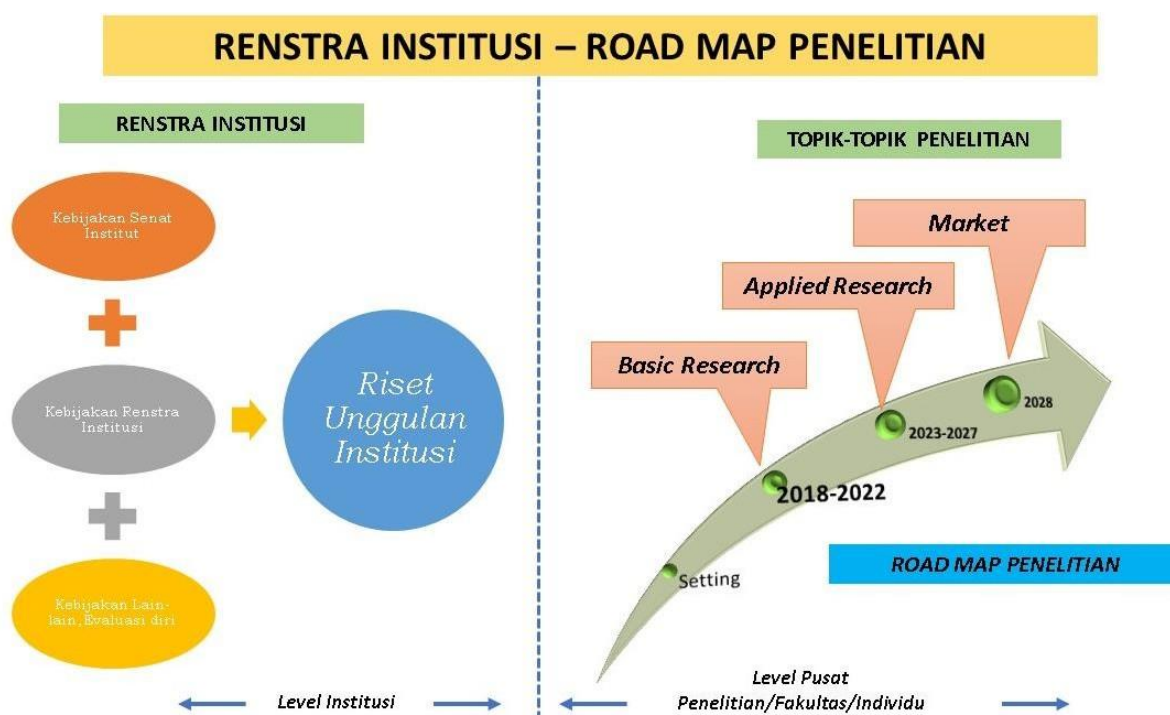 RENSTRA INSTITUSI – ROAD MAP PENELITIAN
RENSTRA INSTITUSI
Kebijakan Senat
Institut
Kebijakan Renstra
Institusi
Kebijakan Lain-
lain, Evaluasi diri
Riset
Unggulan
Institusi
Level Institusi
TOPIK-TOPIK PENELITIAN
Market
Applied Research
Basic Research
2028
2023-2027
2018-2022
Setting
ROAD MAP PENELITIAN
Level Pusat
Penelitian/Fakultas/Individu